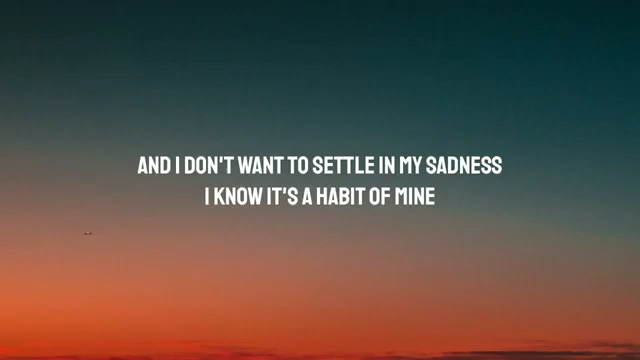 AND I DON'T WANT TO SETTLE IN MY SADNESS
I KNOW IT'S A HABIT OF MINE